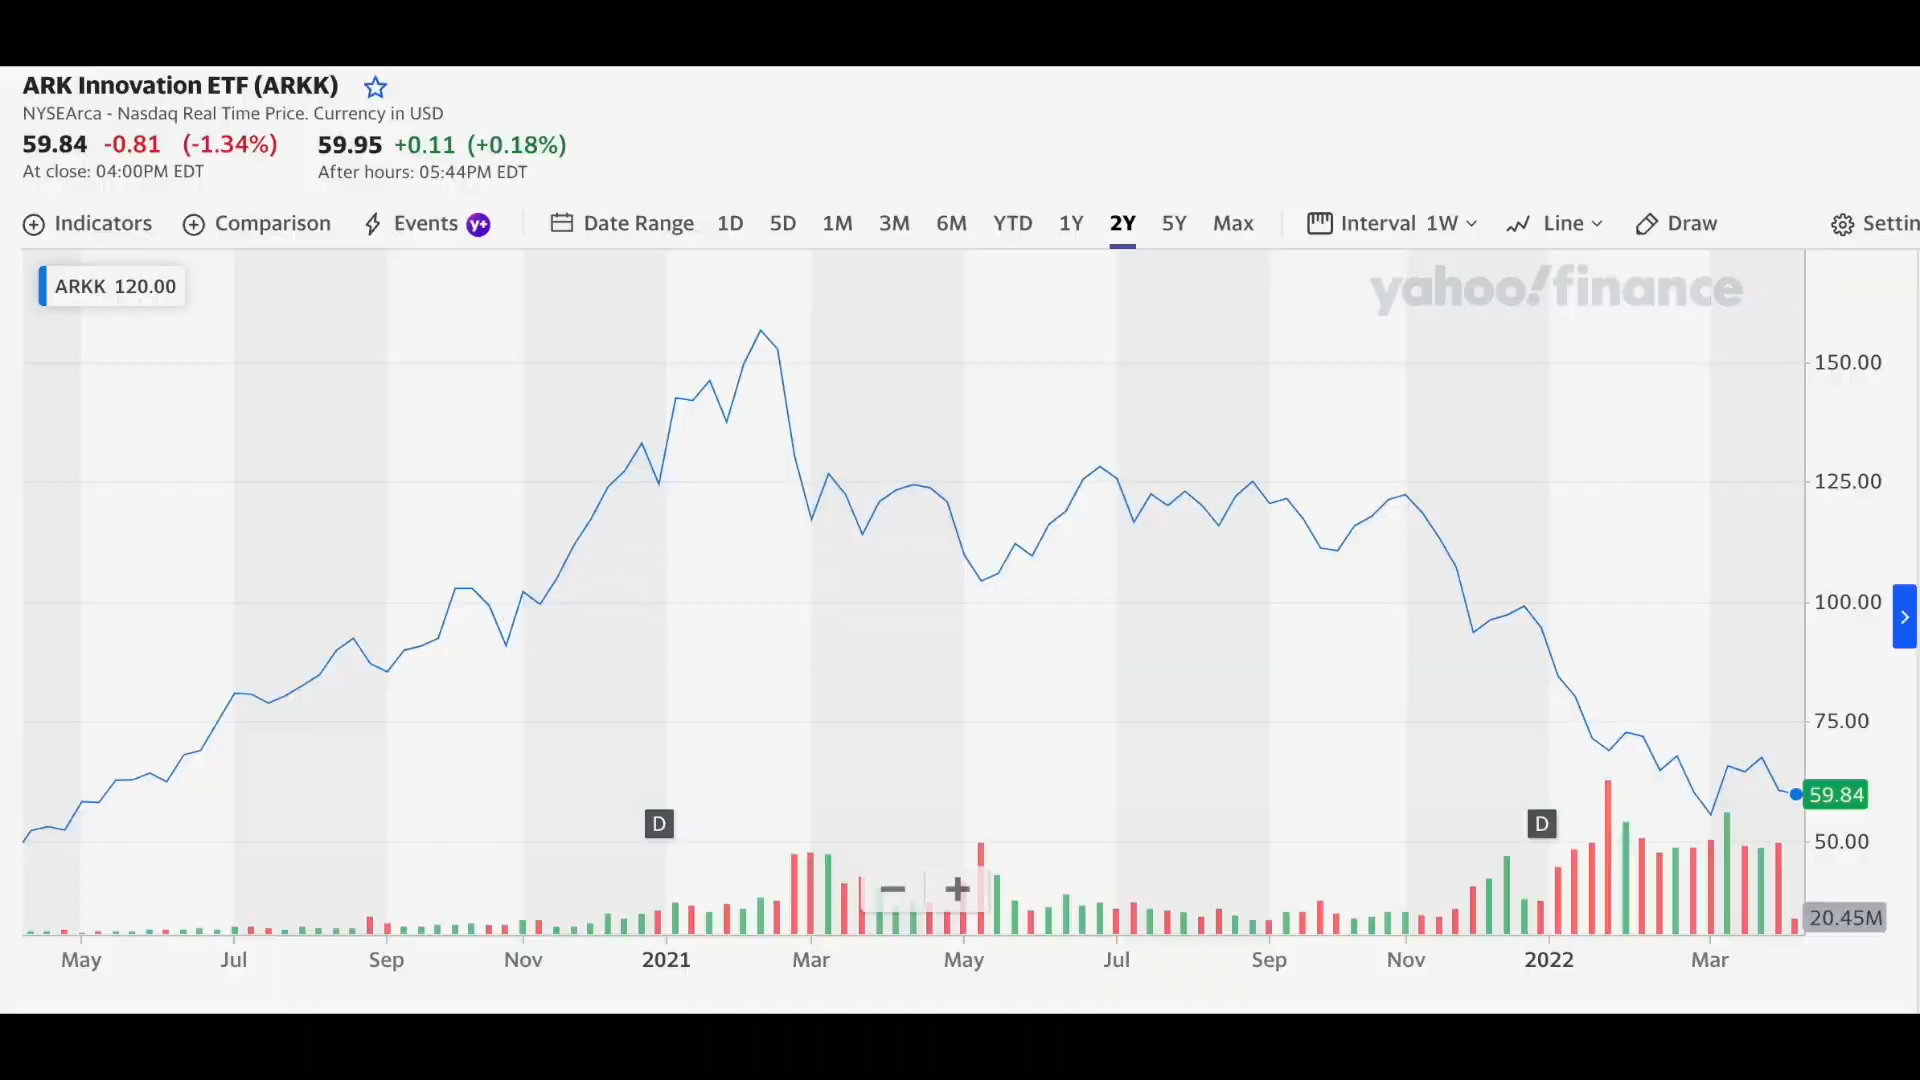 ARK Innovation ETF (ARKK)
NYSEArca - Nasdaq Real Time Price. Currency in USD
59.84 -0.81 (-1.34%) 59.95 +0.11 (+0.18%)
At close: 04:00PM EDT After hours: 05:44PM EDT
Indicators Comparison Events y+ Date Range 1D 5D 1M 3M 6M YTD 1Y 2Y 5Y Max Interval 1W Line Draw Settin
ARKK 120.00
yahoo!finance
150.00
125.00
100.00
75.00
59.84
D D
50.00
− +
20.45M
May Jul Sep Nov 2021 Mar May Jul Sep Nov 2022 Mar